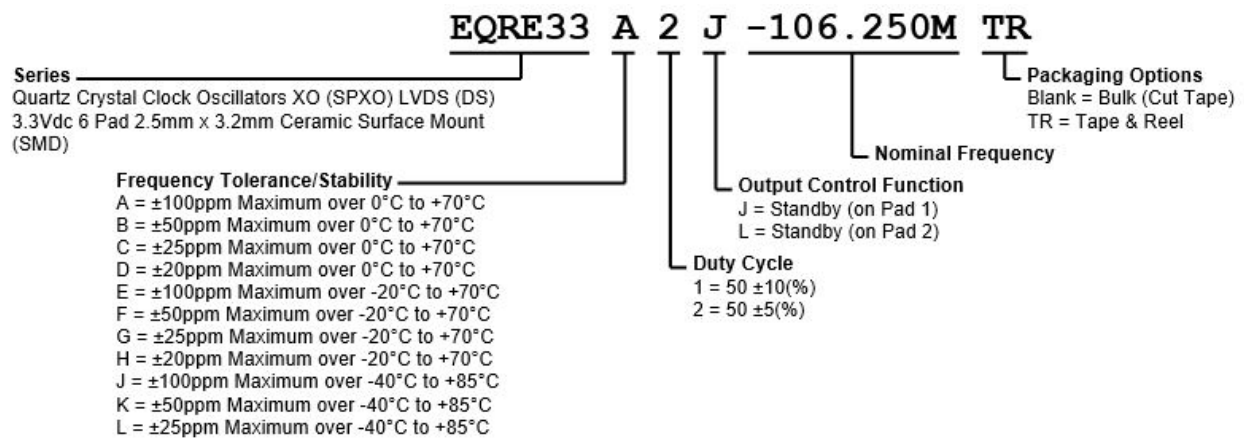 EQRE33 A 2 J -106.250M TR
Series
Quartz Crystal Clock Oscillators XO (SPXO) LVDS (DS)
3.3Vdc 6 Pad 2.5mm x 3.2mm Ceramic Surface Mount
(SMD)
Packaging Options
Blank = Bulk (Cut Tape)
TR = Tape & Reel
Nominal Frequency
Frequency Tolerance/Stability
A = ±100ppm Maximum over 0°C to +70°C
B = ±50ppm Maximum over 0°C to +70°C
C = ±25ppm Maximum over 0°C to +70°C
D = ±20ppm Maximum over 0°C to +70°C
E = ±100ppm Maximum over -20°C to +70°C
F = ±50ppm Maximum over -20°C to +70°C
G = ±25ppm Maximum over -20°C to +70°C
H = ±20ppm Maximum over -20°C to +70°C
J = ±100ppm Maximum over -40°C to +85°C
K = ±50ppm Maximum over -40°C to +85°C
L = ±25ppm Maximum over -40°C to +85°C
Output Control Function
J = Standby (on Pad 1)
L = Standby (on Pad 2)
Duty Cycle
1 = 50 ±10(%)
2 = 50 ±5(%)